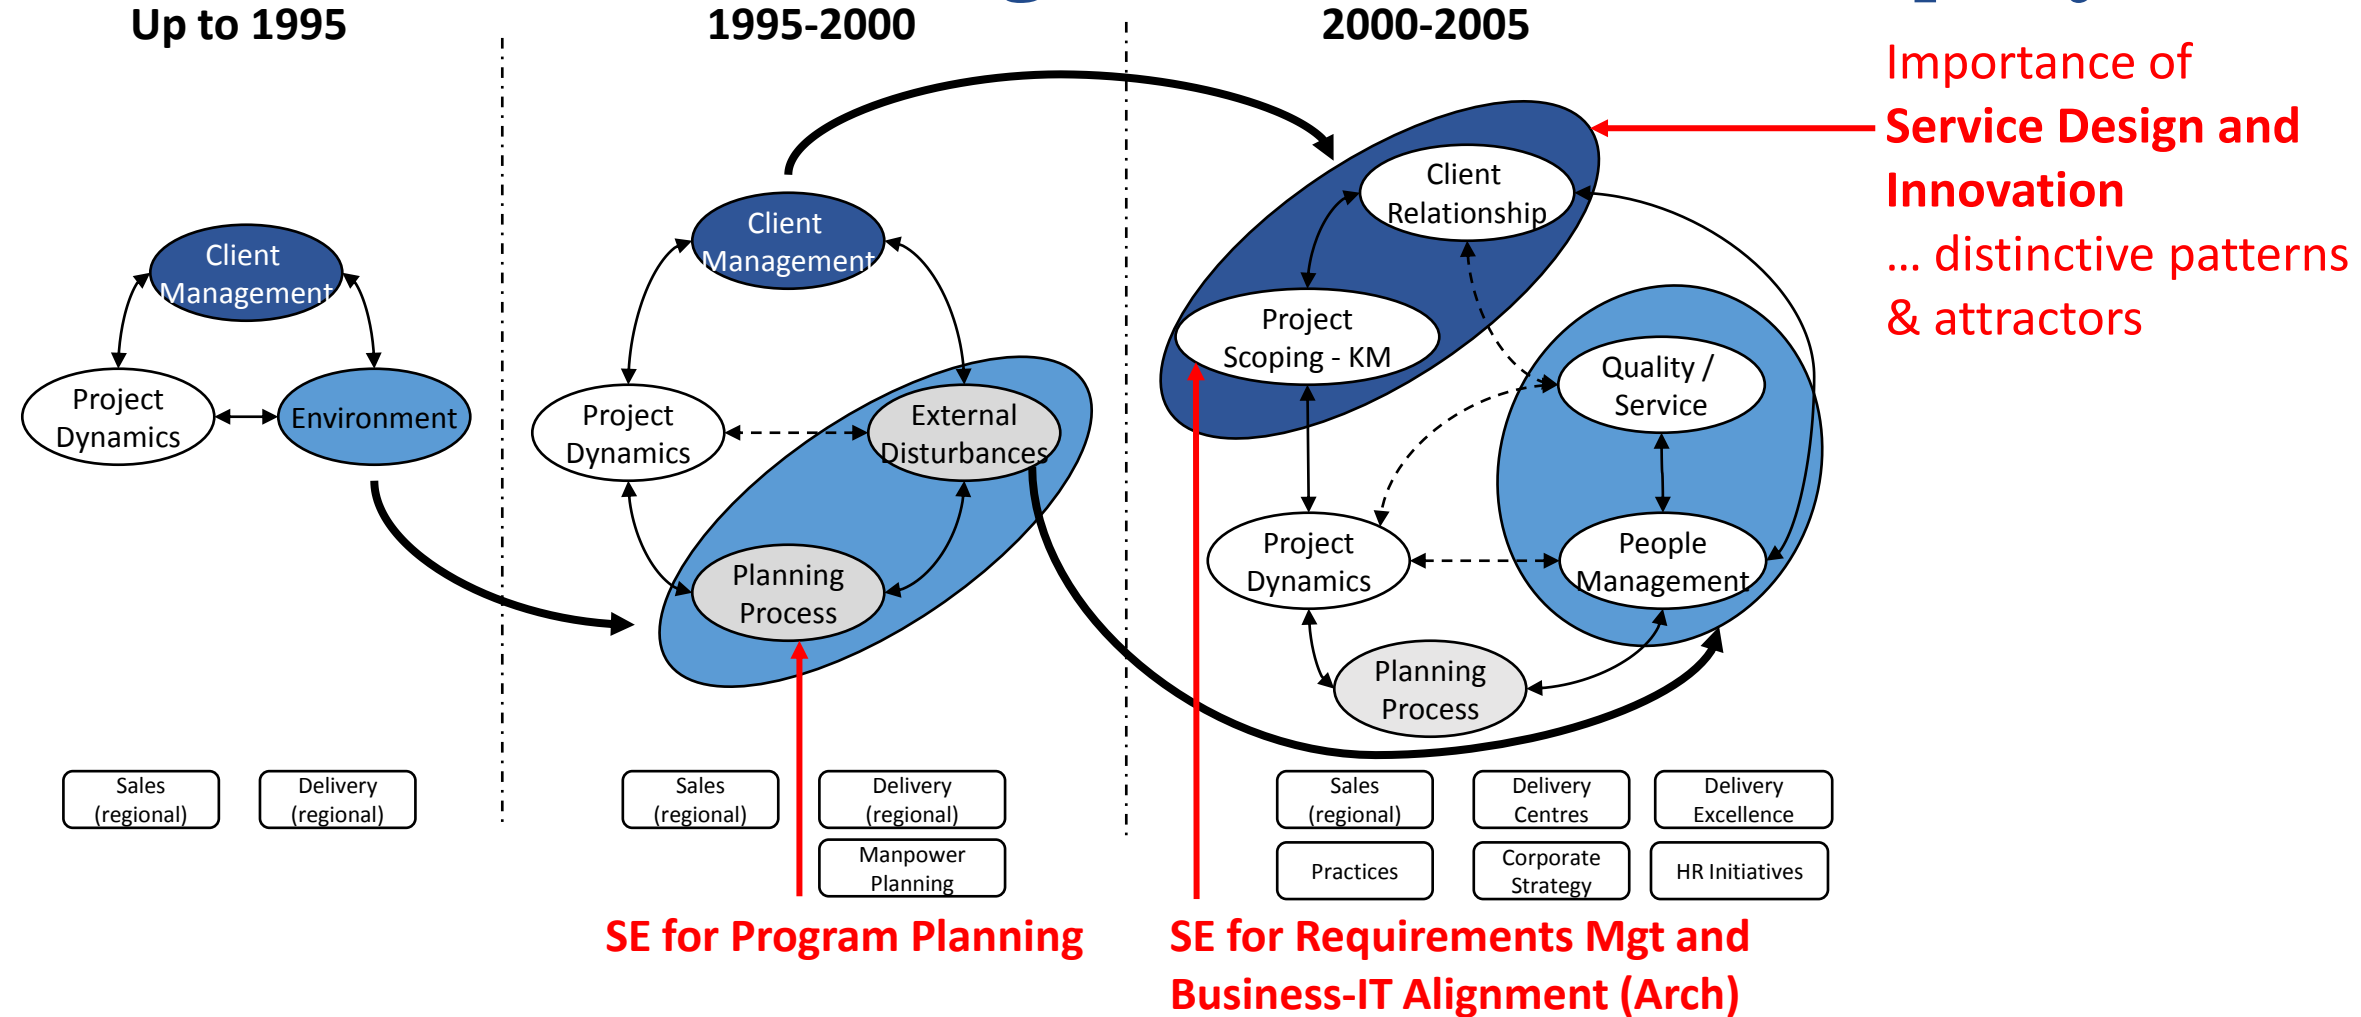 Up to 1995
1995-2000
2000-2005
Importance of
Service Design and
Innovation
... distinctive patterns
& attractors
Client
Management
Project
Dynamics
Environment
Client
Management
Project
Dynamics
External
Disturbances
Planning
Process
Client
Relationship
Project
Scoping - KM
Quality /
Service
Project
Dynamics
People
Management
Planning
Process
Sales
(regional)
Delivery
(regional)
Sales
(regional)
Delivery
(regional)
Manpower
Planning
Sales
(regional)
Delivery
Centres
Delivery
Excellence
Practices
Corporate
Strategy
HR Initiatives
SE for Program Planning
SE for Requirements Mgt and
Business-IT Alignment (Arch)